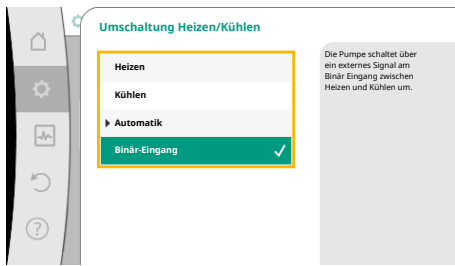 Umschaltung Heizen/Kühlen
Heizen
Kühlen
Automatik
Binär-Eingang
Die Pumpe schaltet über
ein externes Signal am
Binär Eingang zwischen
Heizen und Kühlen um.
?